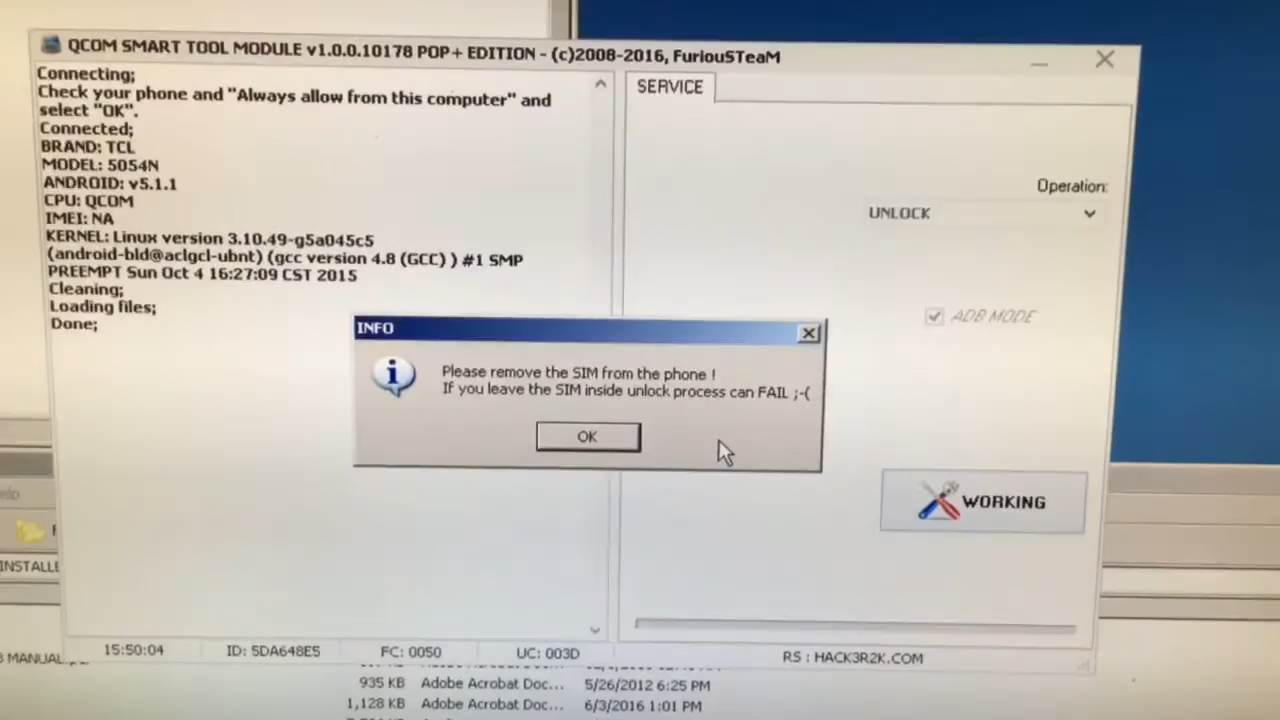 QCOM SMART TOOL MODULE v1.0.0.10178 POP+ EDITION - (c)2008-2016, FuriouSTeaM
Connecting;
Check your phone and "Always allow from this computer" and
select "OK".
Connected;
BRAND: TCL
MODEL: 5054N
ANDROID: v5.1.1
CPU: QCOM
IMEI: NA
KERNEL: Linux version 3.10.49-g5a045c5
(android-bld@aclgcl-ubnt) (gcc version 4.8 (GCC) ) #1 SMP
PREEMPT Sun Oct 4 16:27:09 CST 2015
Cleaning;
Loading files;
Done;
SERVICE
Operation:
UNLOCK
ADB MODE
INFO
Please remove the SIM from the phone !
If you leave the SIM inside unlock process can FAIL ;-(
OK
WORKING
15:50:04
ID: 5DA648E5
FC: 0050
UC: 003D
RS : HACK3R2K.COM
MANUAL
935 KB Adobe Acrobat Doc... 5/26/2012 6:25 PM
1,128 KB Adobe Acrobat Doc... 6/3/2016 1:01 PM